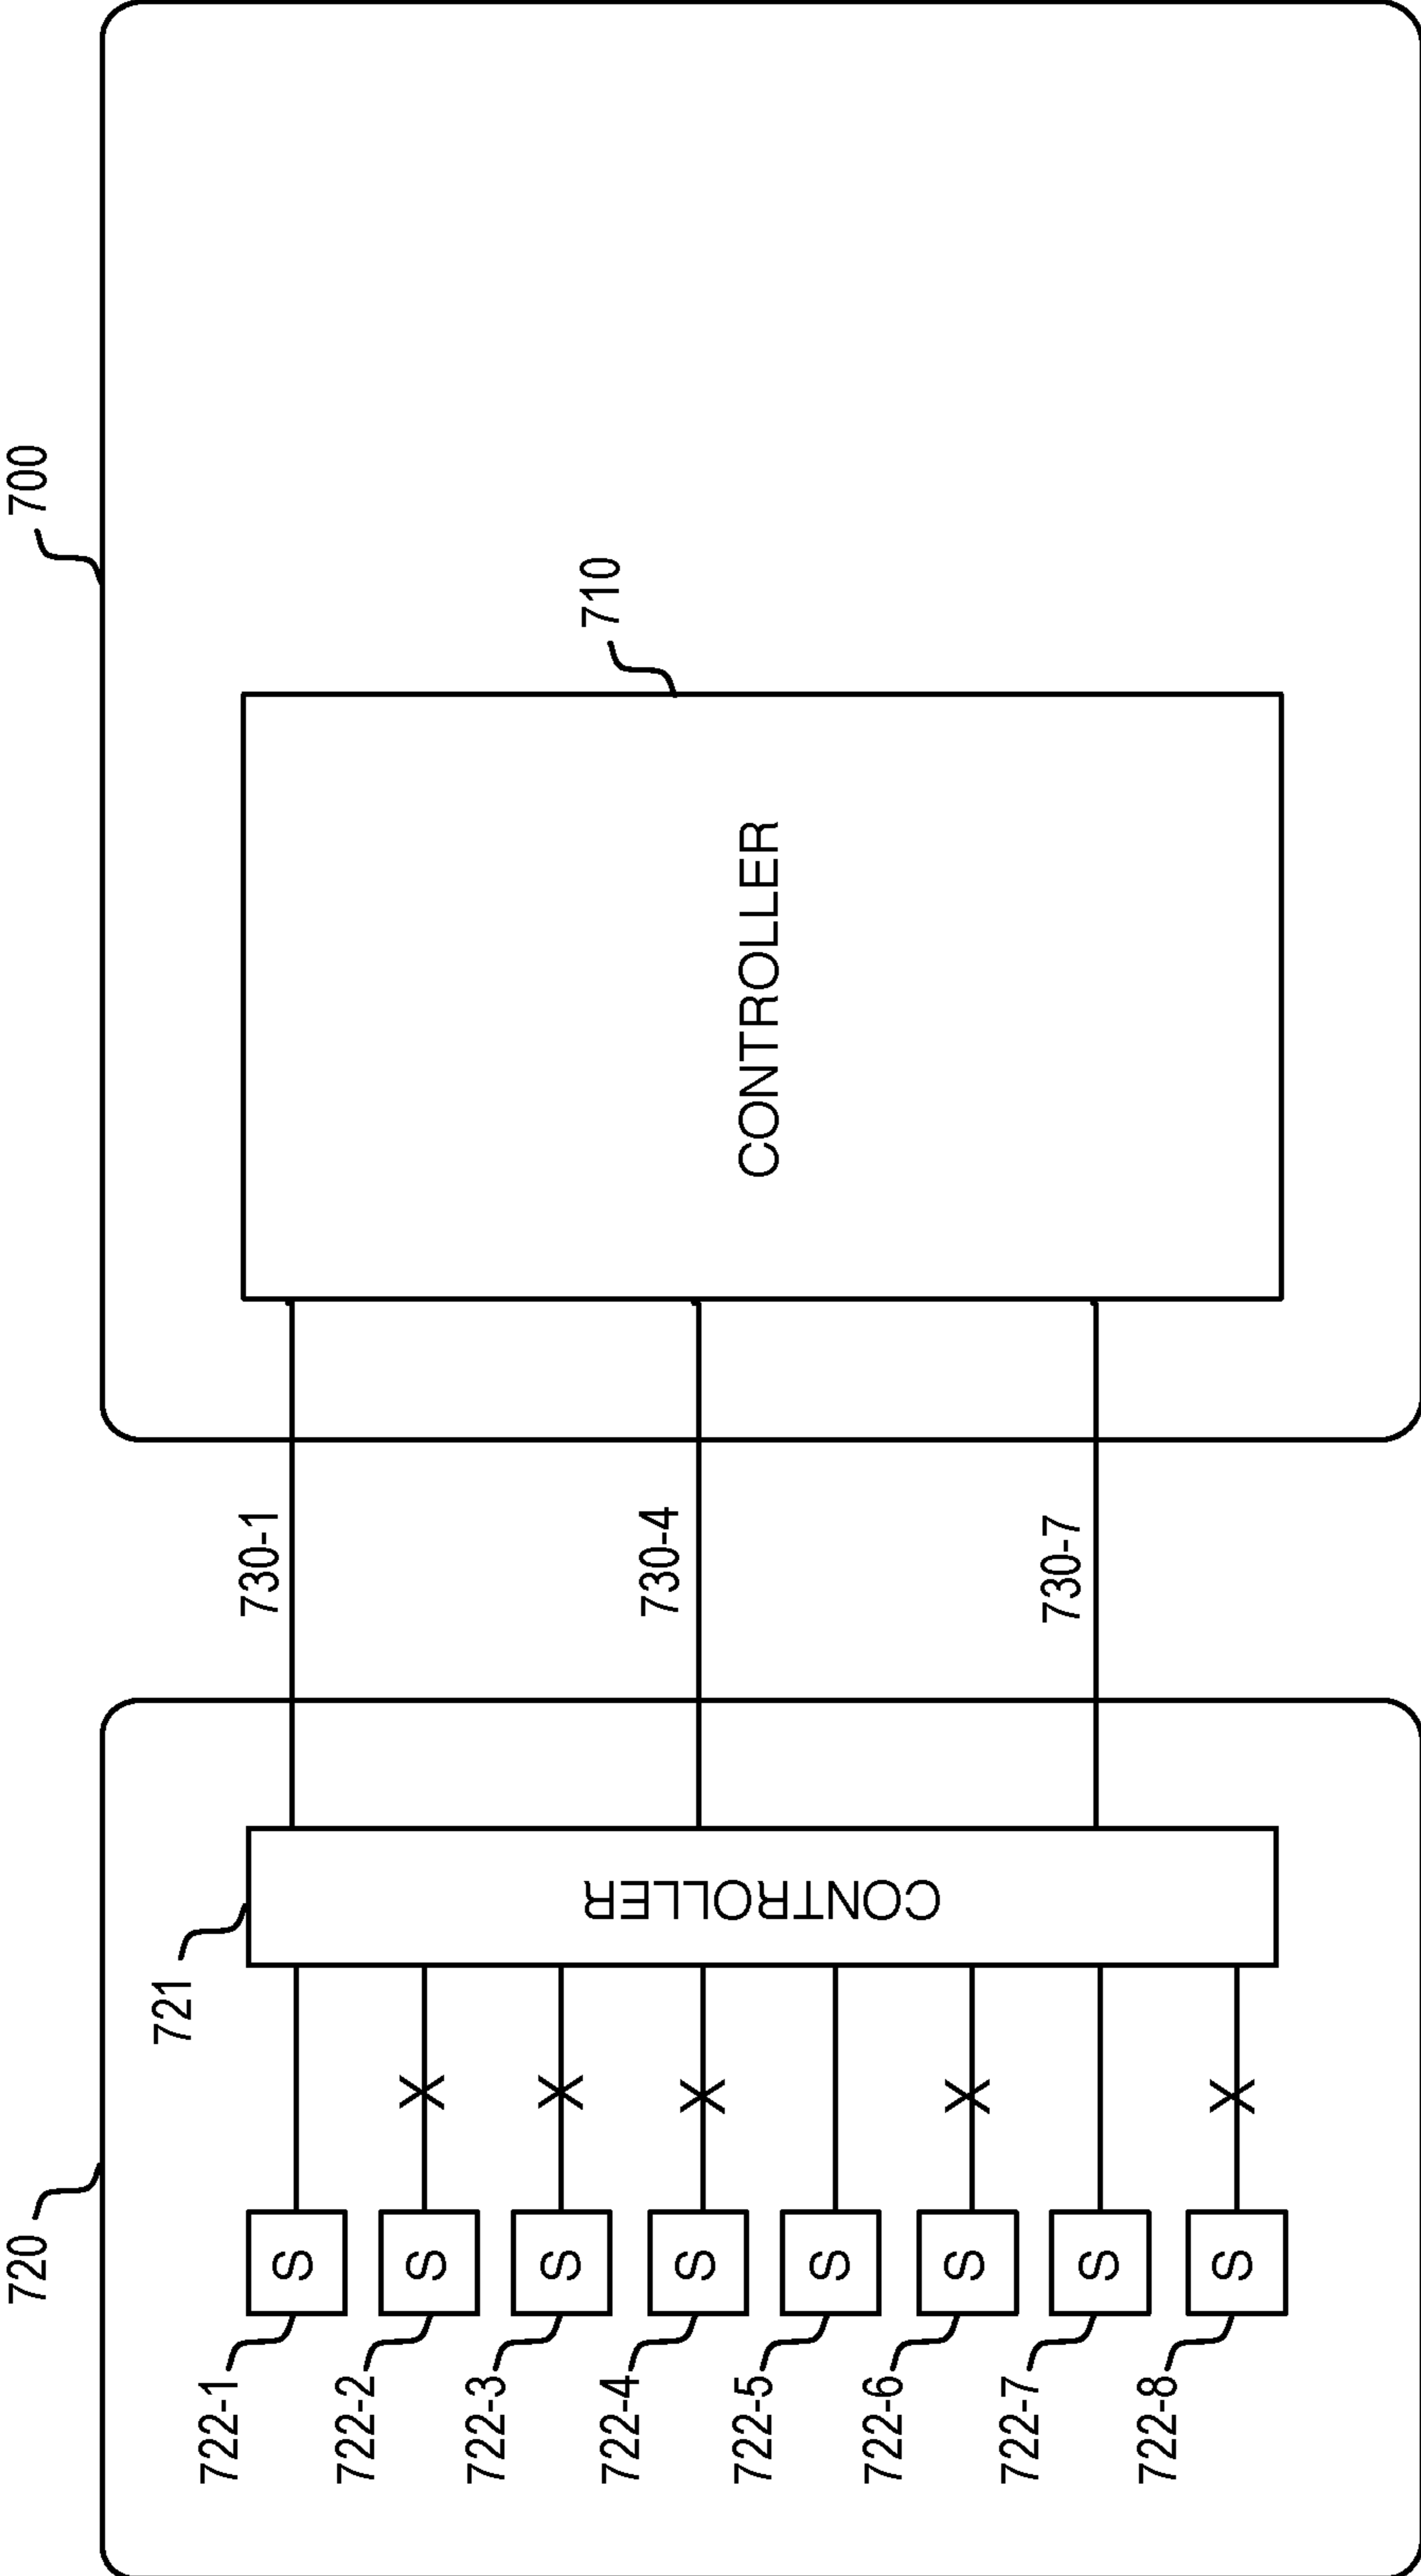 700
710
CONTROLLER
730-1
730-4
730-7
720
721
CONTROLLER
S
S
S
S
S
S
S
S
722-1
722-2
722-3
722-4
722-5
722-6
722-7
722-8
X
X
X
X
X